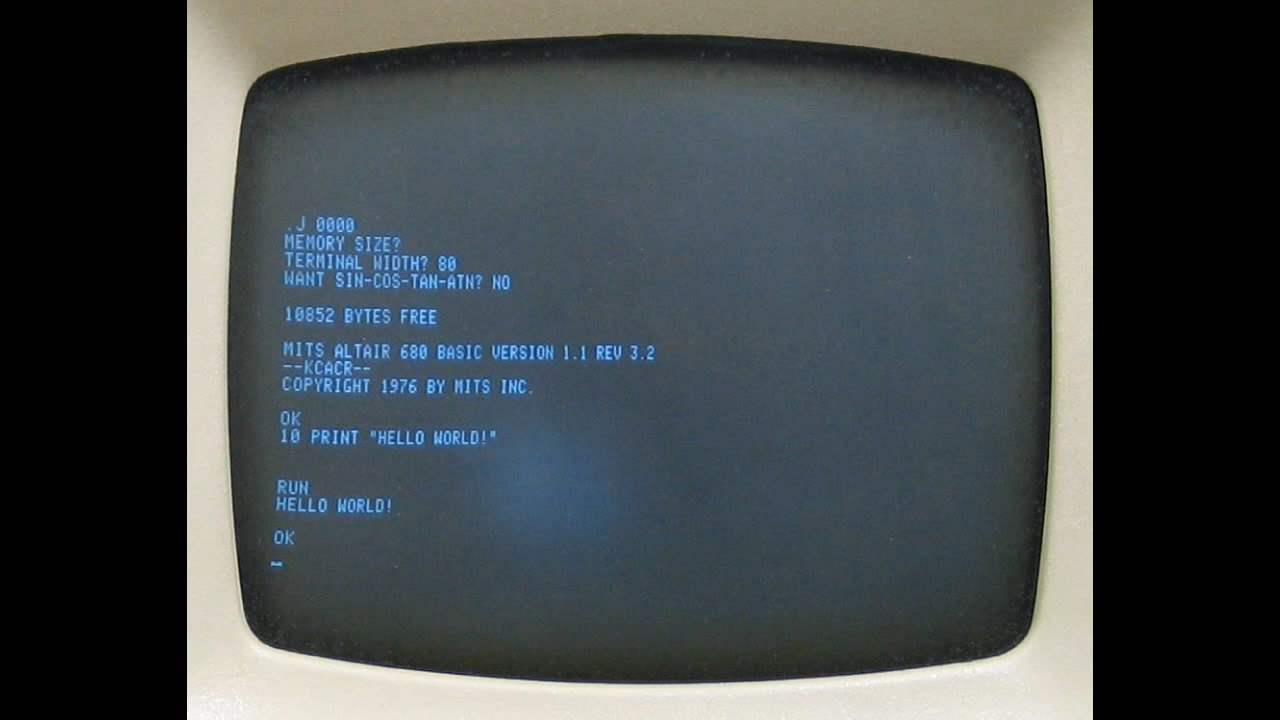 .J 0000
MEMORY SIZE?
TERMINAL WIDTH? 80
WANT SIN-COS-TAN-ATN? NO
10852 BYTES FREE
MITS ALTAIR 680 BASIC VERSION 1.1 REV 3.2
--KCACR--
COPYRIGHT 1976 BY MITS INC.
OK
10 PRINT "HELLO WORLD!"
RUN
HELLO WORLD!
OK